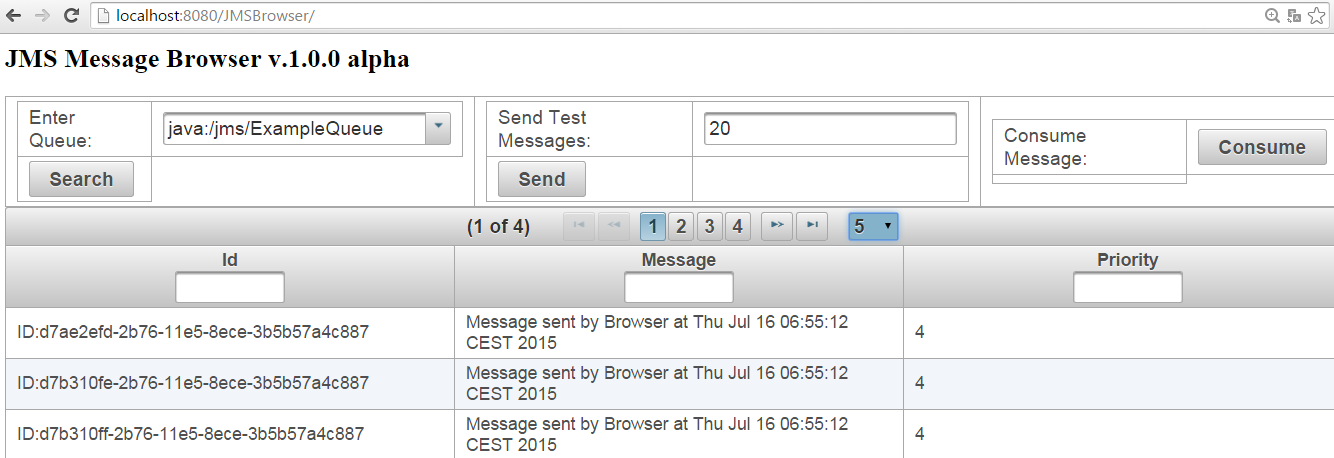 localhost:8080/JMSBrowser/
JMS Message Browser v.1.0.0 alpha
Enter
Queue:
java:/jms/ExampleQueue
Search
Send Test
Messages:
20
Send
Consume
Message:
Consume
(1 of 4)
1 2 3 4
5
Id
Message
Priority
ID:d7ae2efd-2b76-11e5-8ece-3b5b57a4c887
Message sent by Browser at Thu Jul 16 06:55:12
CEST 2015
4
ID:d7b310fe-2b76-11e5-8ece-3b5b57a4c887
Message sent by Browser at Thu Jul 16 06:55:12
CEST 2015
4
ID:d7b310ff-2b76-11e5-8ece-3b5b57a4c887
Message sent by Browser at Thu Jul 16 06:55:12
CEST 2015
4